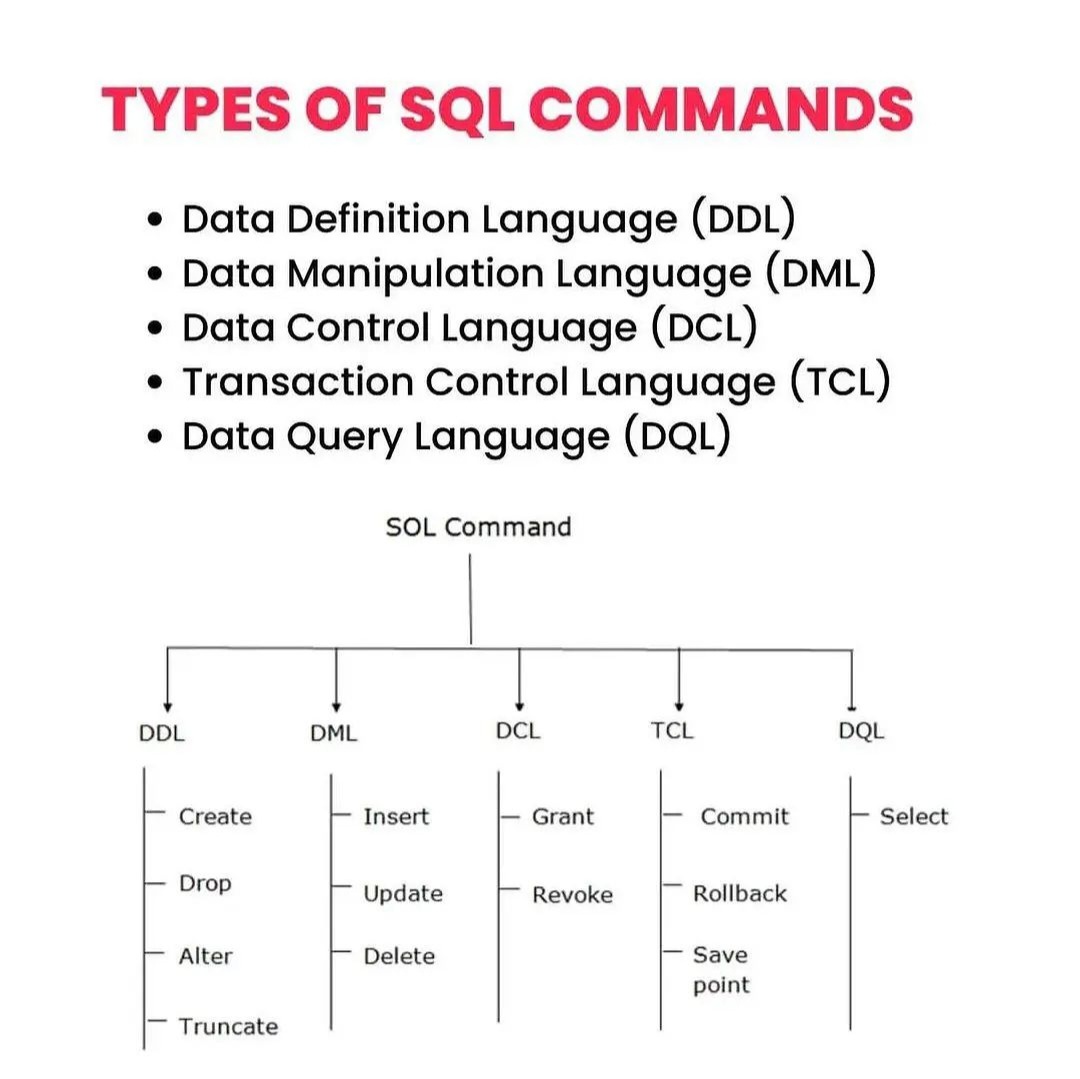 TYPES OF SQL COMMANDS
• Data Definition Language (DDL)
• Data Manipulation Language (DML)
• Data Control Language (DCL)
• Transaction Control Language (TCL)
• Data Query Language (DQL)
SOL Command
DDL
DML
DCL
TCL
DQL
Create
Drop
Alter
Truncate
Insert
Update
Delete
Grant
Revoke
Commit
Rollback
Save
point
Select